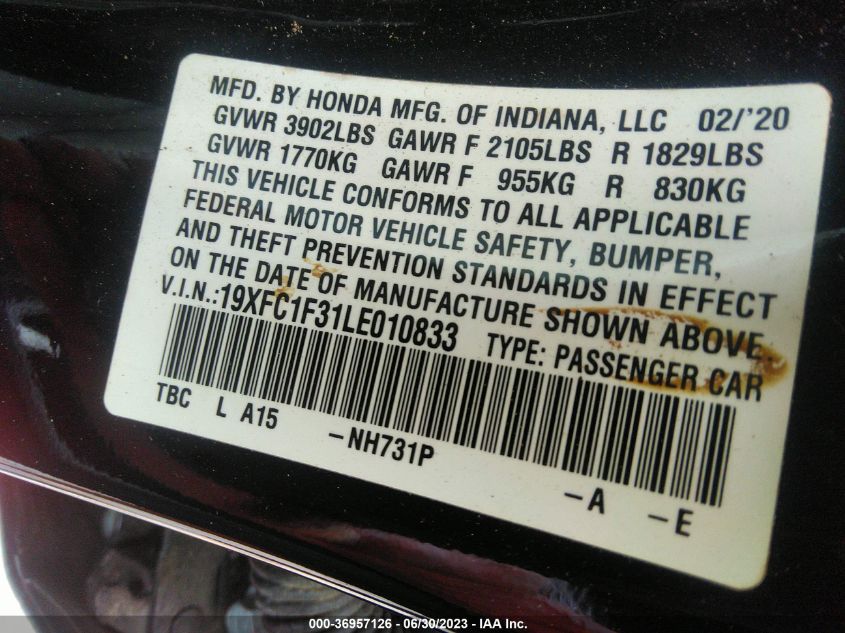 MFD. BY HONDA MFG. OF INDIANA, LLC 02/'20
GVWR 3902LBS GAWR F 2105LBS R 1829LBS
GVWR 1770KG GAWR F 955KG R 830KG
THIS VEHICLE CONFORMS TO ALL APPLICABLE
FEDERAL MOTOR VEHICLE SAFETY, BUMPER,
AND THEFT PREVENTION STANDARDS IN EFFECT
ON THE DATE OF MANUFACTURE SHOWN ABOVE
V.I.N.:19XFC1F31LE010833 TYPE: PASSENGER CAR
TBC L A15 -NH731P -A -E
000-36957126 - 06/30/2023 - IAA Inc.